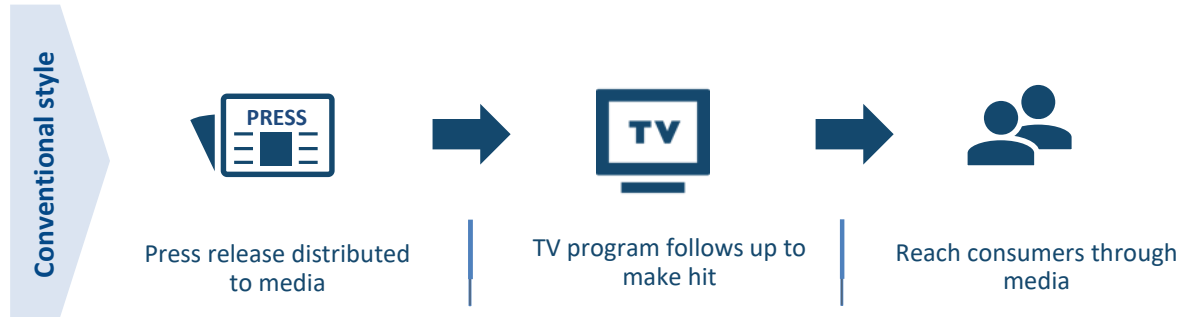 Conventional style
PRESS
TV
Press release distributed
to media
TV program follows up to
make hit
Reach consumers through
media